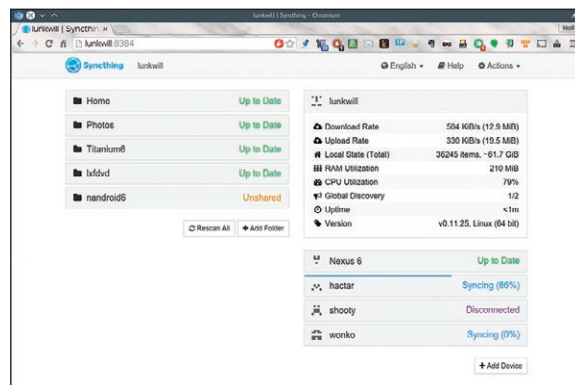 lunkwill | Syncthing - Chromium
lunkwill | Syncthin
lunkwill:8384
Syncthing lunkwill English Help Actions
Home Up to Date
Photos Up to Date
Titanium6 Up to Date
lxfdvd Up to Date
nandroid6 Unshared
Rescan All Add Folder
lunkwill
Download Rate 504 KiB/s (12.9 MiB)
Upload Rate 330 KiB/s (19.5 MiB)
Local State (Total) 36245 items, ~61.7 GiB
RAM Utilization 210 MiB
CPU Utilization 79%
Global Discovery 1/2
Uptime <1m
Version v0.11.25, Linux (64 bit)
Nexus 6 Up to Date
hactar Syncing (66%)
shooty Disconnected
wonko Syncing (0%)
Add Device